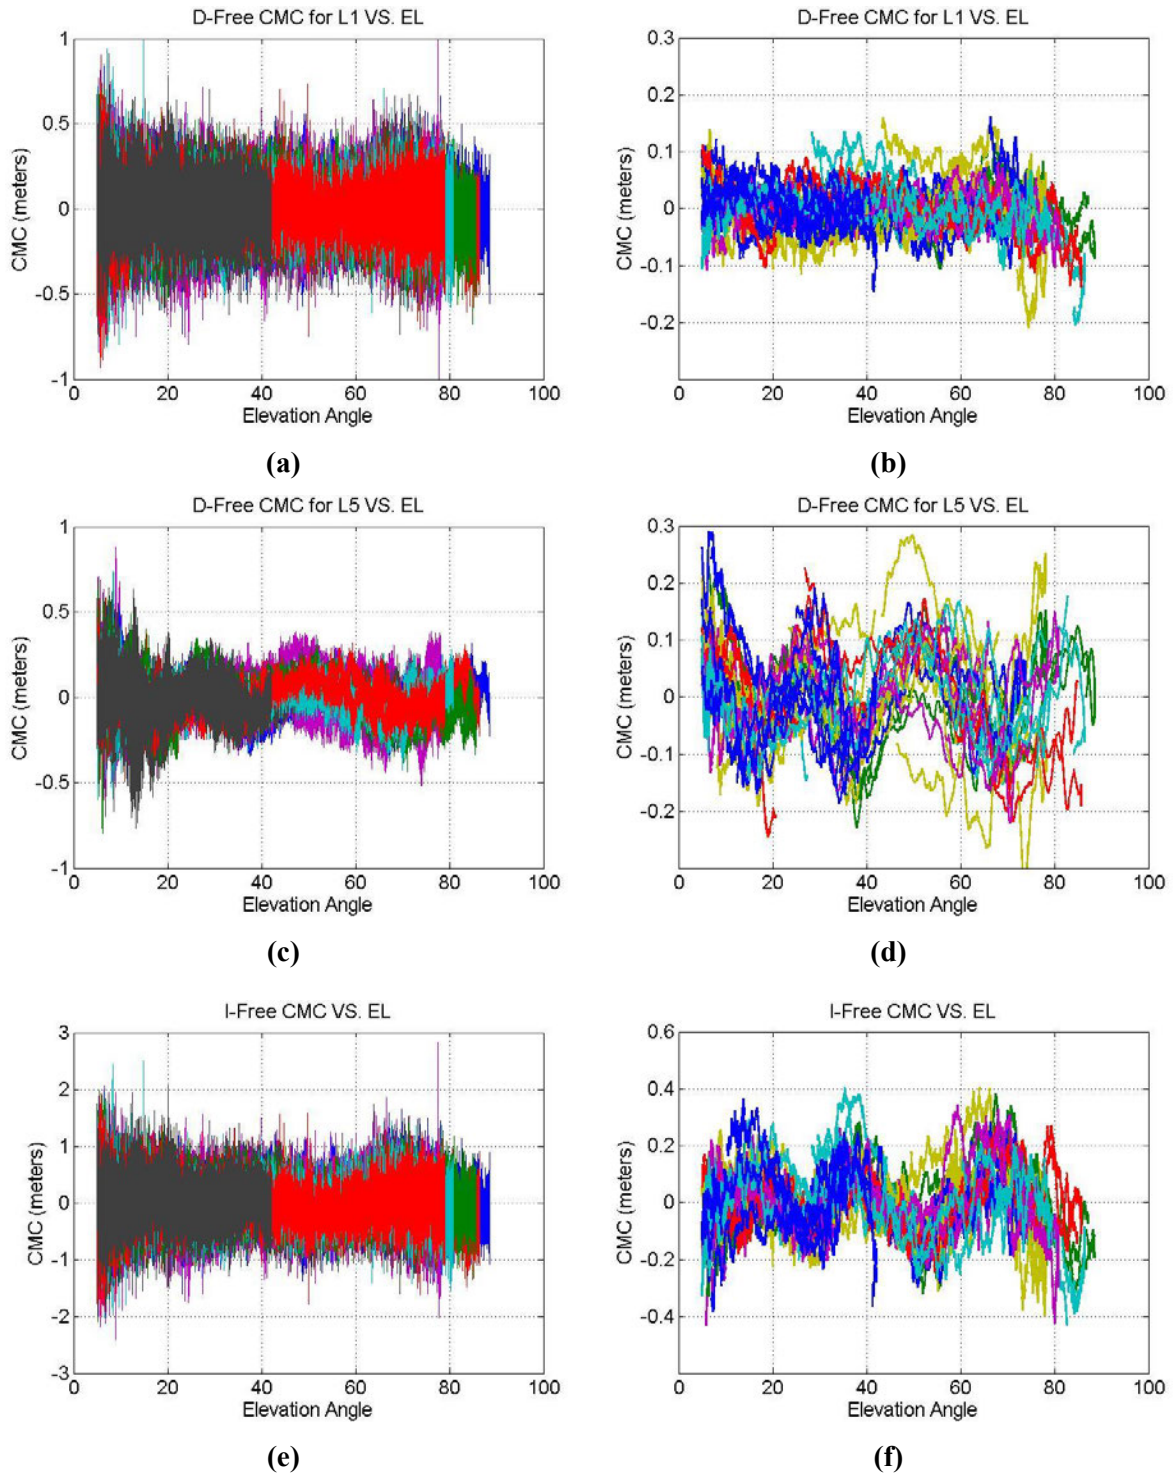 D-Free CMC for L1 VS. EL
1
0.5
0
-0.5
-1
CMC (meters)
0 20 40 60 80 100
Elevation Angle
(a)
D-Free CMC for L1 VS. EL
0.3
0.2
0.1
0
-0.1
-0.2
CMC (meters)
0 20 40 60 80 100
Elevation Angle
(b)
D-Free CMC for L5 VS. EL
1
0.5
0
-0.5
-1
CMC (meters)
0 20 40 60 80 100
Elevation Angle
(c)
D-Free CMC for L5 VS. EL
0.3
0.2
0.1
0
-0.1
-0.2
CMC (meters)
0 20 40 60 80 100
Elevation Angle
(d)
I-Free CMC VS. EL
3
2
1
0
-1
-2
-3
CMC (meters)
0 20 40 60 80 100
Elevation Angle
(e)
I-Free CMC VS. EL
0.6
0.4
0.2
0
-0.2
-0.4
CMC (meters)
0 20 40 60 80 100
Elevation Angle
(f)